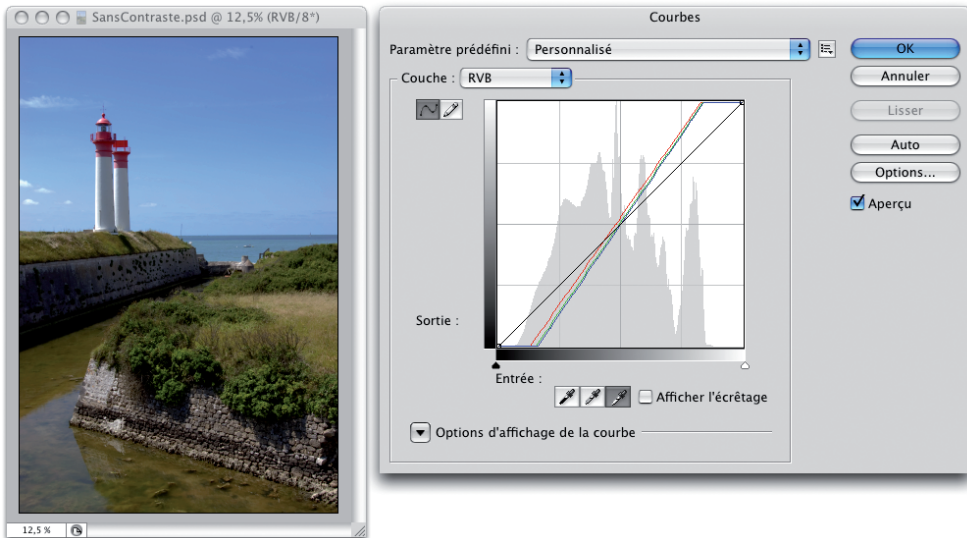 SansContraste.psd @ 12,5% (RVB/8*)
12,5 %
Courbes
Paramètre prédéfini : Personnalisé
Couche : RVB
OK
Annuler
Lisser
Auto
Options...
Aperçu
Sortie :
Entrée :
Afficher l'écrêtage
Options d'affichage de la courbe